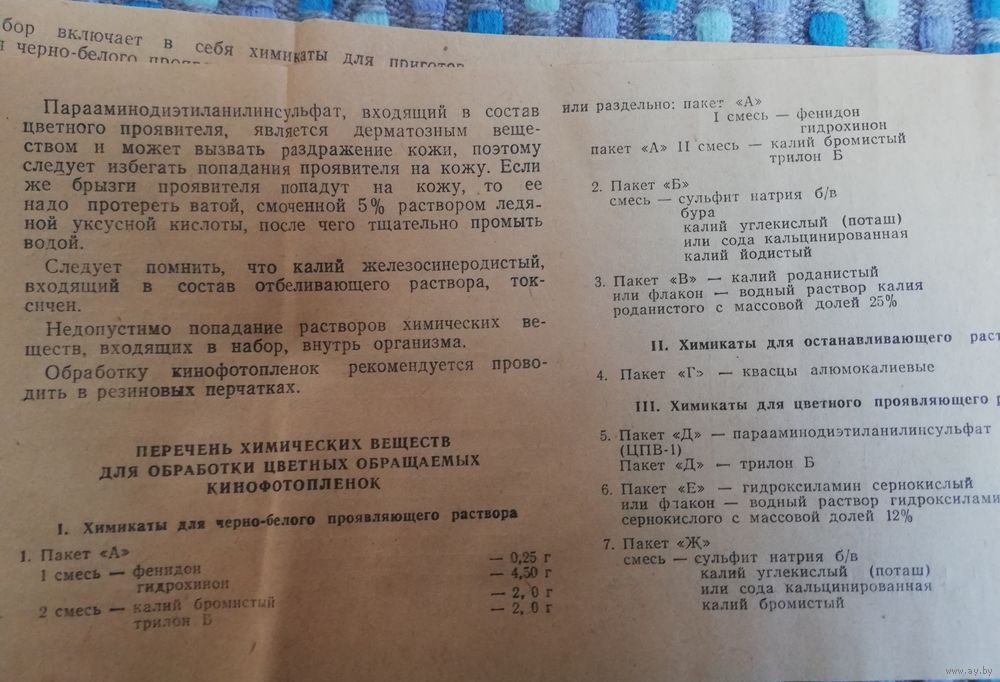 бор включает в себя химикаты для приготов
я черно-белого
Парааминодиэтиланилинсульфат, входящий в состав
цветного проявителя, является дерматозным веще-
ством и может вызвать раздражение кожи, поэтому
следует избегать попадания проявителя на кожу. Если
же брызги проявителя попадут на кожу, то ее
надо протереть ватой, смоченной 5% раствором ледя-
ной уксусной кислоты, после чего тщательно промыть
водой.
Следует помнить, что калий железосинеродистый,
входящий в состав отбеливающего раствора, ток-
сичен.
Недопустимо попадание растворов химических ве-
ществ, входящих в набор, внутрь организма.
Обработку кинофотопленок рекомендуется прово-
дить в резиновых перчатках.
ПЕРЕЧЕНЬ ХИМИЧЕСКИХ ВЕЩЕСТВ
ДЛЯ ОБРАБОТКИ ЦВЕТНЫХ ОБРАЩАЕМЫХ
КИНОФОТОПЛЕНОК
I. Химикаты для черно-белого проявляющего раствора
1. Пакет «А»
1 смесь — фенидон — 0,25 г
гидрохинон — 4,50 г
2 смесь — калий бромистый — 2,0 г
трилон Б — 2,0 г
или раздельно: пакет «А»
I смесь — фенидон
гидрохинон
пакет «А» II смесь — калий бромистый
трилон Б
2. Пакет «Б»
смесь — сульфит натрия б/в
бура
калий углекислый (поташ)
или сода кальцинированная
калий йодистый
3. Пакет «В» — калий роданистый
или флакон — водный раствор калия
роданистого с массовой долей 25%
II. Химикаты для останавливающего раст
4. Пакет «Г» — квасцы алюмокалиевые
III. Химикаты для цветного проявляющего р
5. Пакет «Д» — парааминодиэтиланилинсульфат
(ЦПВ-1)
Пакет «Д» — трилон Б
6. Пакет «Е» — гидроксиламин сернокислый
или флакон — водный раствор гидроксилами
сернокислого с массовой долей 12%
7. Пакет «Ж»
смесь — сульфит натрия б/в
калий углекислый (поташ)
или сода кальцинированная
калий бромистый
www.ay.by